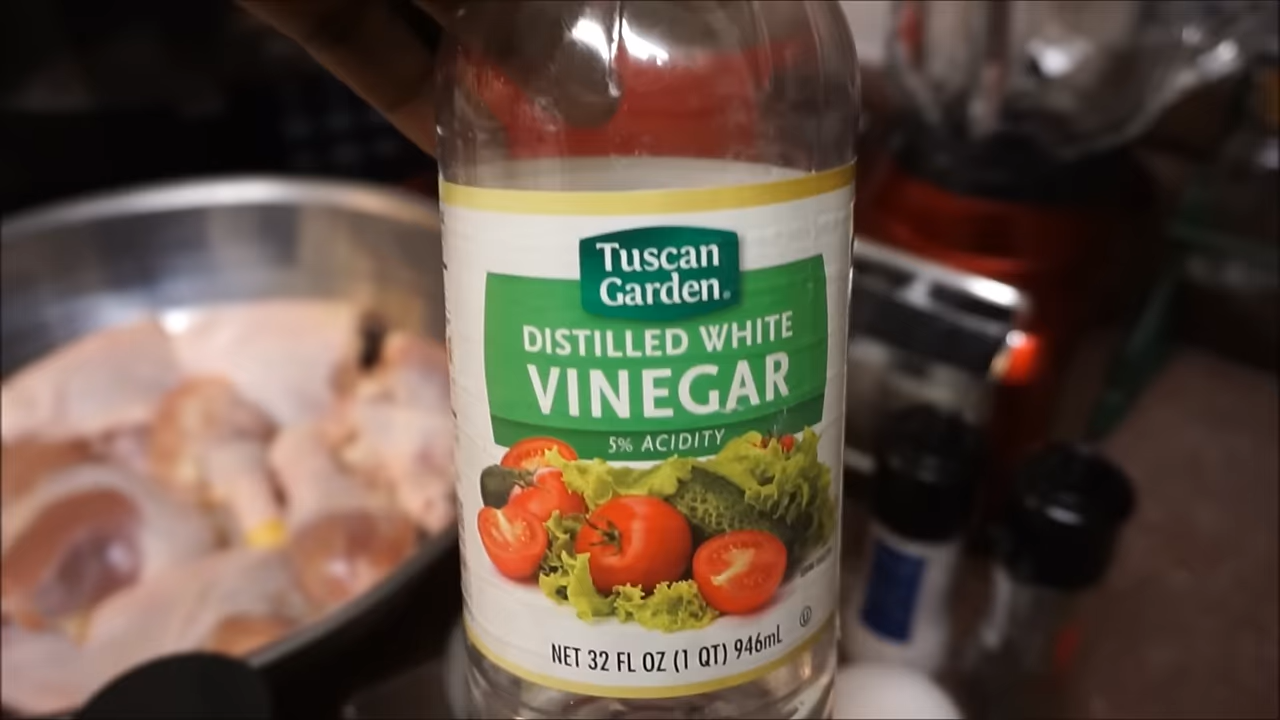 Tuscan
Garden®
DISTILLED WHITE
VINEGAR
5% ACIDITY
NET 32 FL OZ (1 QT) 946mL